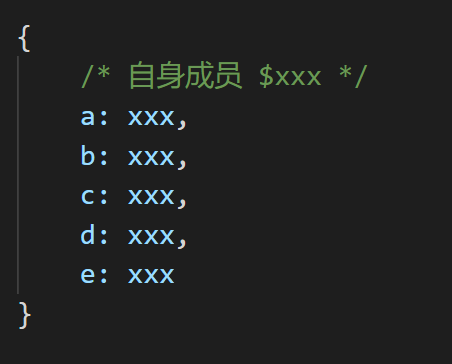 {
/* 自身成员 $xxx */
a: xxx,
b: xxx,
c: xxx,
d: xxx,
e: xxx
}